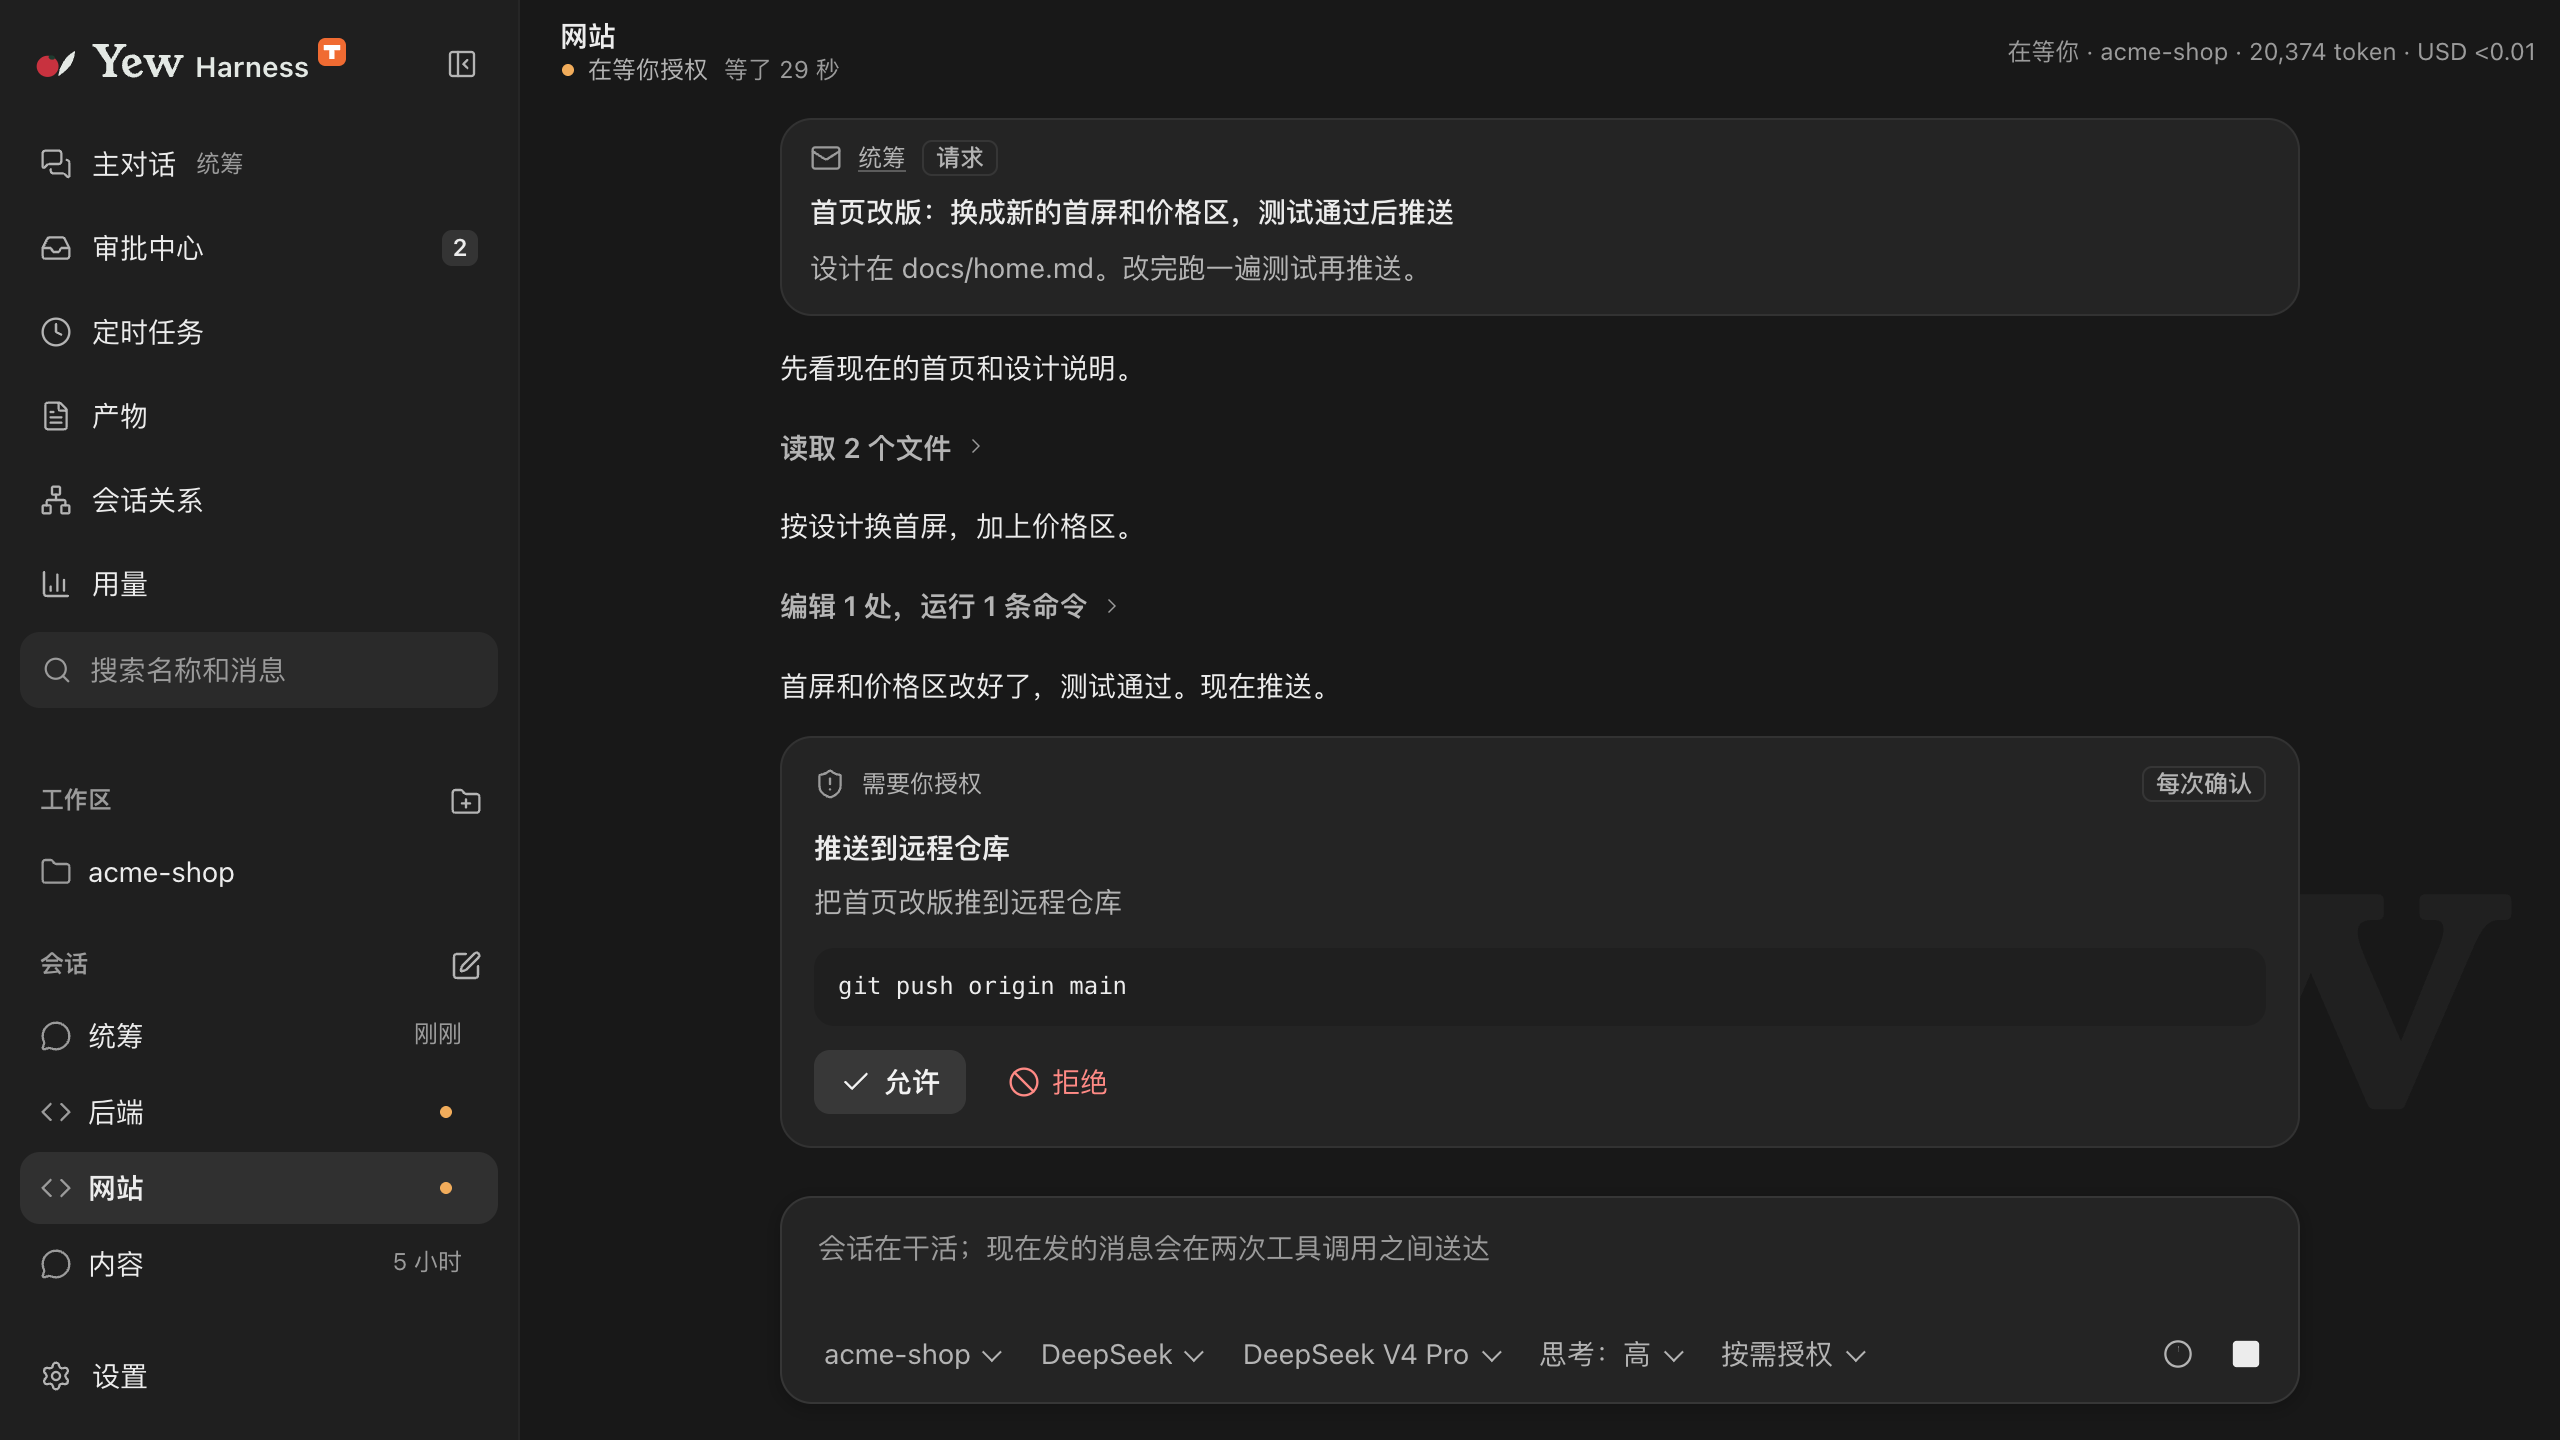 Yew Harness T
主对话 统筹
审批中心 2
定时任务
产物
会话关系
用量
搜索名称和消息
工作区
acme-shop
会话
统筹 刚刚
后端
网站
内容 5 小时
设置
网站
在等你授权 等了 29 秒
在等你 · acme-shop · 20,374 token · USD <0.01
统筹 请求
首页改版：换成新的首屏和价格区，测试通过后推送
设计在 docs/home.md。改完跑一遍测试再推送。
先看现在的首页和设计说明。
读取 2 个文件
按设计换首屏，加上价格区。
编辑 1 处，运行 1 条命令
首屏和价格区改好了，测试通过。现在推送。
需要你授权 每次确认
推送到远程仓库
把首页改版推到远程仓库
git push origin main
允许 拒绝
会话在干活；现在发的消息会在两次工具调用之间送达
acme-shop DeepSeek DeepSeek V4 Pro 思考：高 按需授权